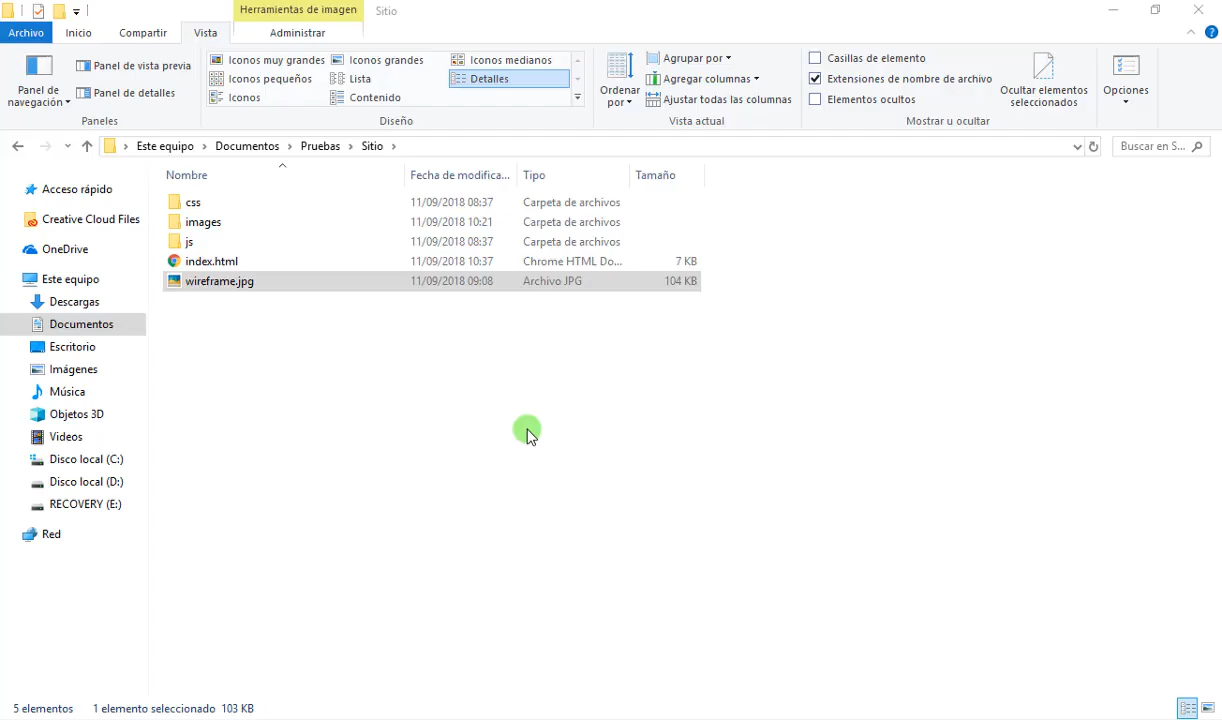 Herramientas de imagen Sitio
Archivo Inicio Compartir Vista Administrar
Panel de navegación
Panel de vista previa
Panel de detalles
Paneles
Iconos muy grandes Iconos grandes Iconos medianos
Iconos pequeños Lista Detalles
Iconos Contenido
Diseño
Ordenar por
Agrupar por
Agregar columnas
Ajustar todas las columnas
Vista actual
Casillas de elemento
Extensiones de nombre de archivo
Elementos ocultos
Ocultar elementos seleccionados
Mostrar u ocultar
Opciones
Este equipo Documentos Pruebas Sitio
Buscar en S...
Acceso rápido
Creative Cloud Files
OneDrive
Este equipo
Descargas
Documentos
Escritorio
Imágenes
Música
Objetos 3D
Videos
Disco local (C:)
Disco local (D:)
RECOVERY (E:)
Red
Nombre Fecha de modifica... Tipo Tamaño
css 11/09/2018 08:37 Carpeta de archivos
images 11/09/2018 10:21 Carpeta de archivos
js 11/09/2018 08:37 Carpeta de archivos
index.html 11/09/2018 10:37 Chrome HTML Do... 7 KB
wireframe.jpg 11/09/2018 09:08 Archivo JPG 104 KB
5 elementos 1 elemento seleccionado 103 KB